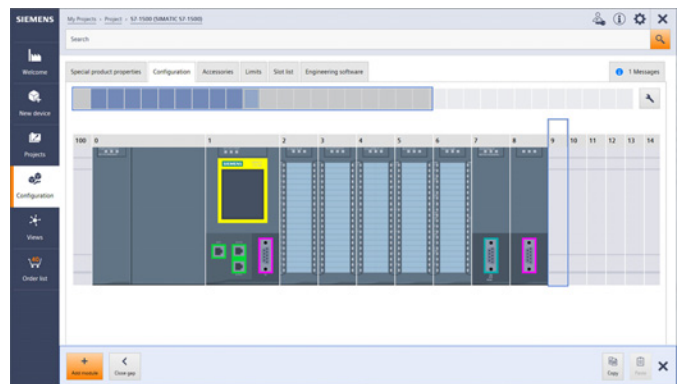 SIEMENS
My Projects > Project > S7-1500 (SIMATIC S7-1500)
Search
Special product properties Configuration Accessories Limits Slot list Engineering software
1 Messages
Welcome
New device
Projects
Configuration
Views
Order list
100 0 1 2 3 4 5 6 7 8 9 10 11 12 13 14
SIEMENS
Add module
Close gap
Copy